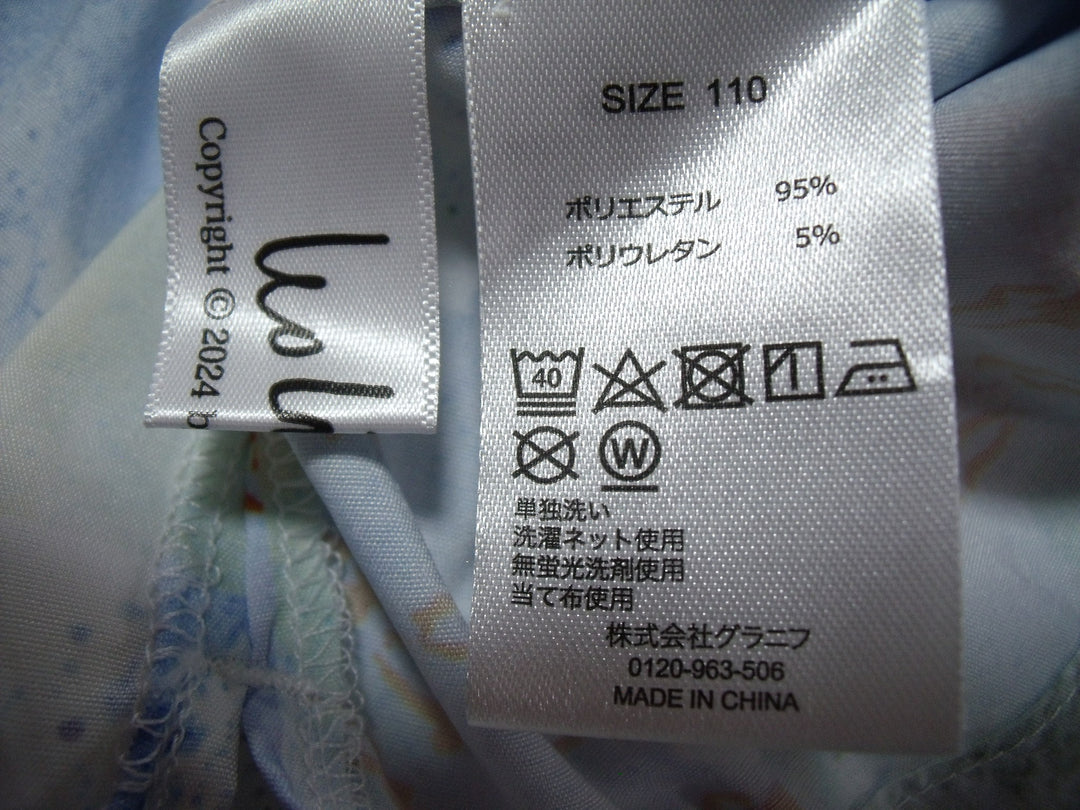 SIZE 110
ポリエステル 95%
ポリウレタン 5%
40
W
単独洗い
洗濯ネット使用
無蛍光洗剤使用
当て布使用
株式会社グラニフ
0120-963-506
MADE IN CHINA
Copyright © 2024 b